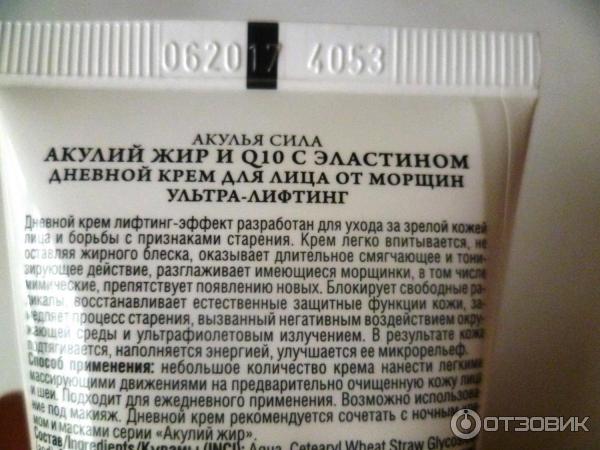 062017 4053
АКУЛЬЯ СИЛА
АКУЛИЙ ЖИР И Q10 С ЭЛАСТИНОМ
ДНЕВНОЙ КРЕМ ДЛЯ ЛИЦА ОТ МОРЩИН
УЛЬТРА-ЛИФТИНГ
Дневной крем лифтинг-эффект разработан для ухода за зрелой кожей
лица и борьбы с признаками старения. Крем легко впитывается, не
оставляя жирного блеска, оказывает длительное смягчающее и тони-
зирующее действие, разглаживает имеющиеся морщинки, в том числе
мимические, препятствует появлению новых. Блокирует свободные ра-
дикалы, восстанавливает естественные защитные функции кожи, за-
медляет процесс старения, вызванный негативным воздействием окру-
жающей среды и ультрафиолетовым излучением. В результате кожа
подтягивается, наполняется энергией, улучшается ее микрорельеф.
Способ применения: небольшое количество крема нанести легкими
массирующими движениями на предварительно очищенную кожу лица
и шеи. Подходит для ежедневного применения. Возможно использова-
ние под макияж. Дневной крем рекомендуется сочетать с ночным
и масками серии «Акулий жир».
Состав/Ingredients/Құрамы (INCI): Aqua, Cetearyl Wheat Straw
ОТЗОВИК